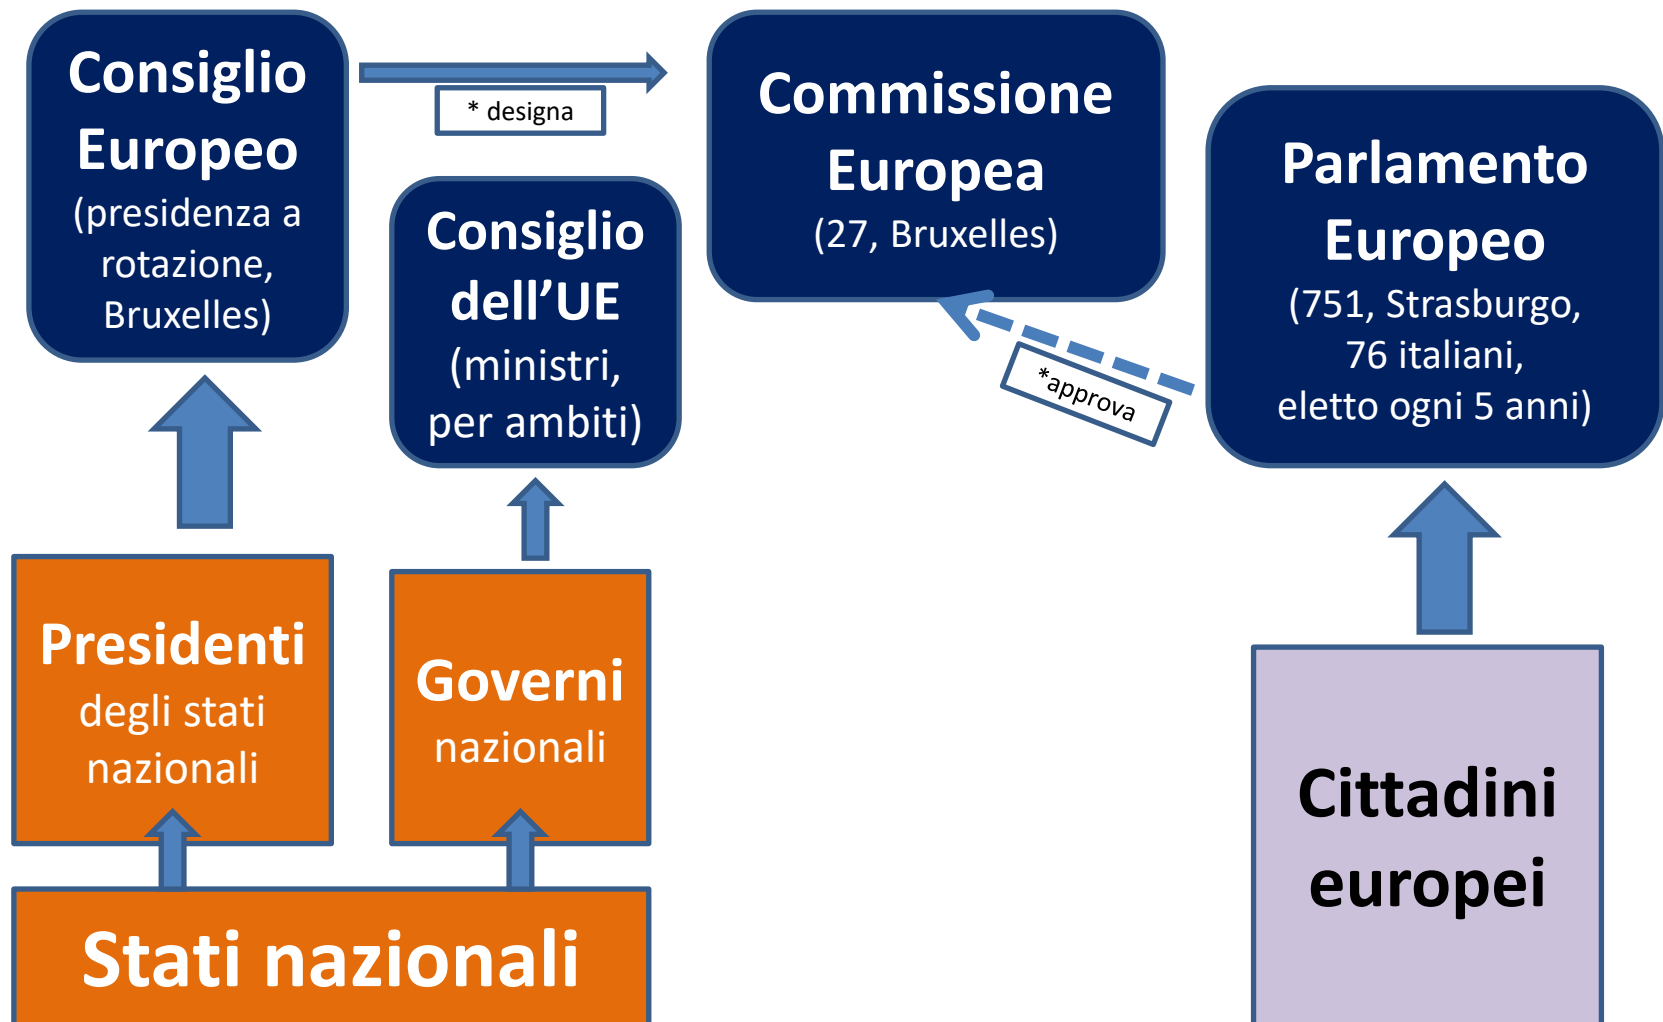 Consiglio
Europeo
(presidenza a
rotazione,
Bruxelles)
* designa
Consiglio
dell’UE
(ministri,
per ambiti)
Commissione
Europea
(27, Bruxelles)
*approva
Parlamento
Europeo
(751, Strasburgo,
76 italiani,
eletto ogni 5 anni)
Presidenti
degli stati
nazionali
Governi
nazionali
Stati nazionali
Cittadini
europei